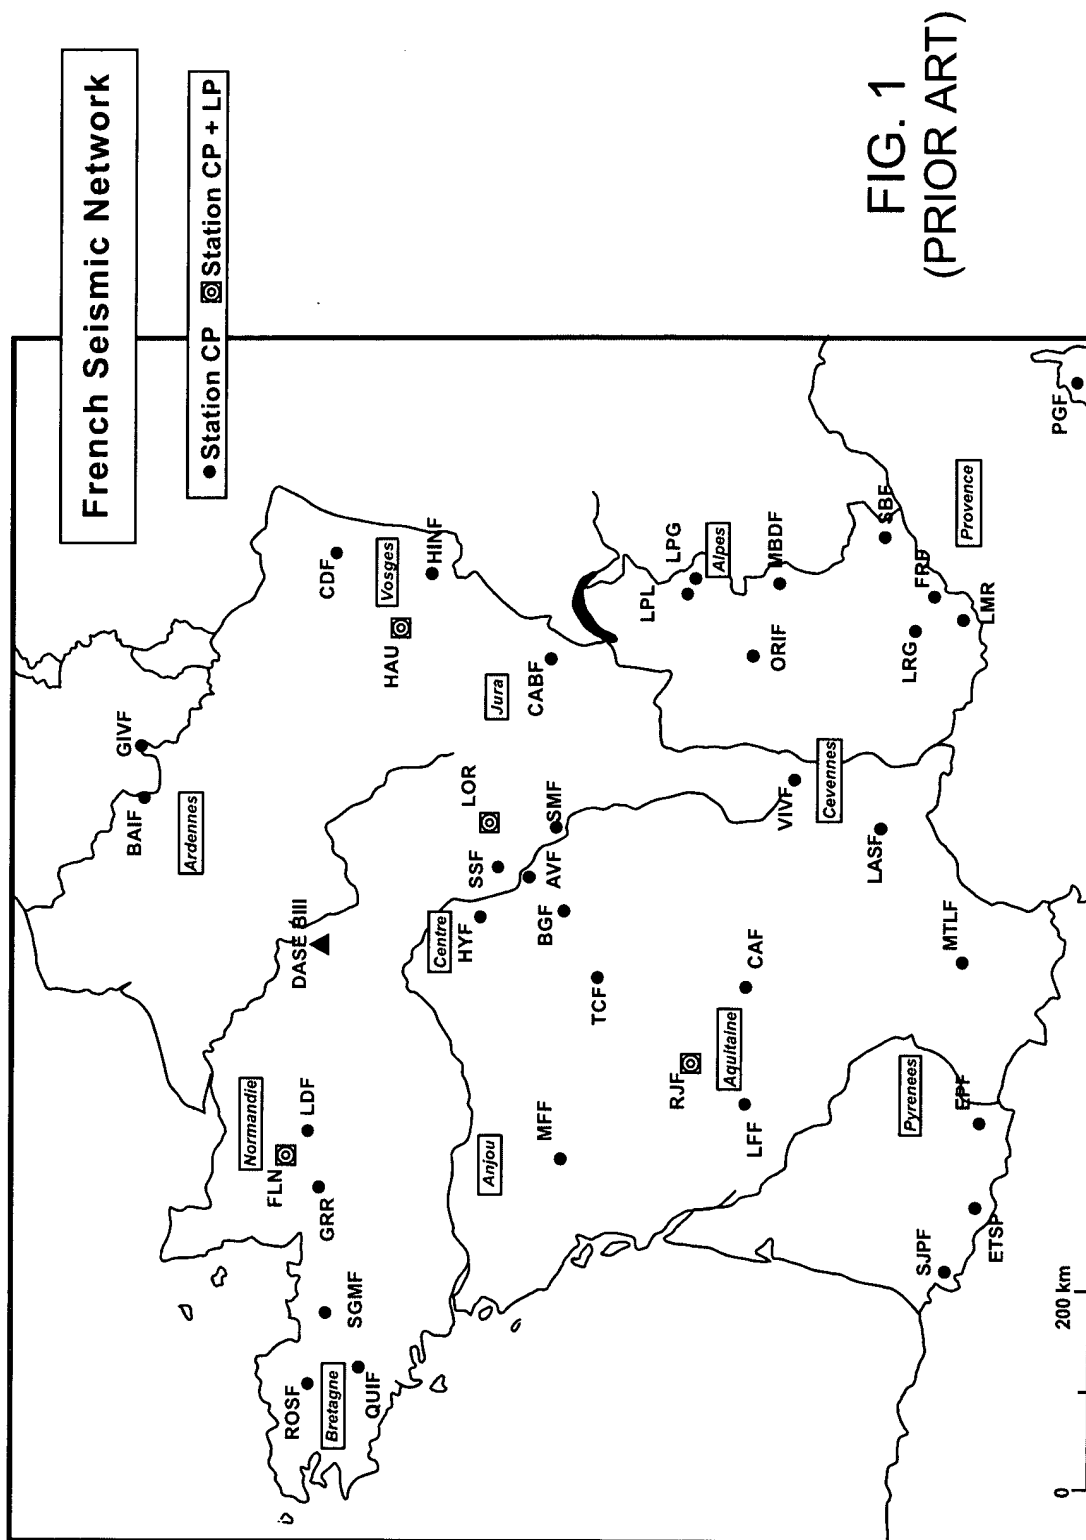 French Seismic Network
Station CP
Station CP + LP
FIG. 1
(PRIOR ART)
ROSF
Bretagne
QUIF
SGMF
GRR
FLN
Normandie
LDF
DASE BIII
BAIF
GIVF
Ardennes
CDF
Vosges
HINF
HAU
Jura
CABF
LOR
SSF
SMF
AVF
Centre
HYF
BGF
TCF
Anjou
MFF
RJF
Aquitaine
LFF
CAF
LPL
LPG
Alpes
MBDF
ORIF
VIVF
Cevennes
LASF
LRG
FRF
SBF
LMR
Provence
PGF
MTLF
Pyrenees
EPF
ETSP
SJPF
0
200 km